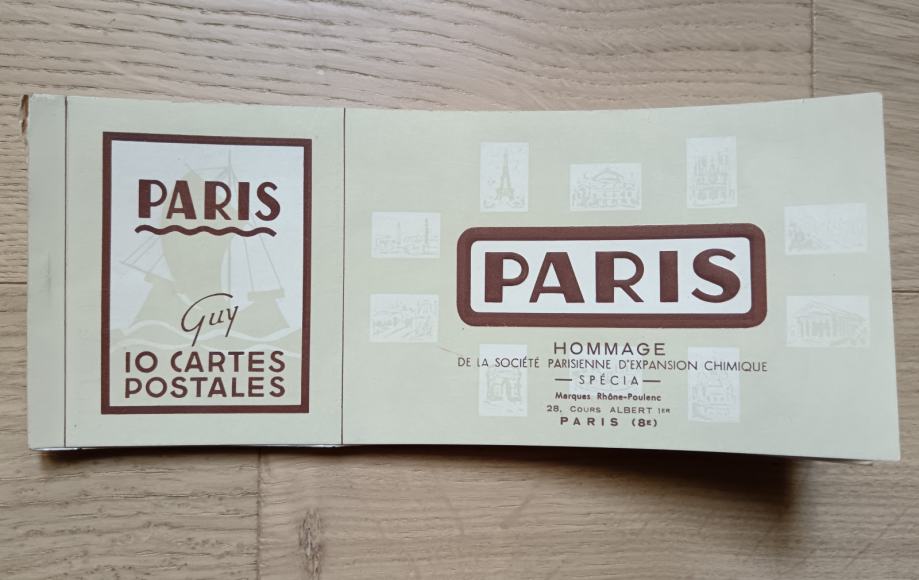 PARIS
Guy
10 CARTES
POSTALES
PARIS
HOMMAGE
DE LA SOCIÉTÉ PARISIENNE D'EXPANSION CHIMIQUE
— SPÉCIA —
Marques Rhône-Poulenc
28, COURS ALBERT 1ER
PARIS (8E)